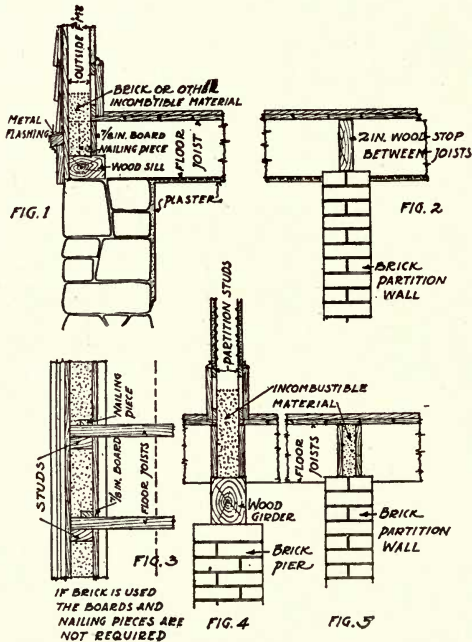 OUTSIDE
BRICK OR OTHER
INCOMBTIBLE MATERIAL
METAL
FLASHING
7/8 IN. BOARD
NAILING PIECE
WOOD SILL
FLOOR
JOIST
PLASTER
FIG. 1
2 IN. WOOD STOP
BETWEEN JOISTS
FIG. 2
BRICK
PARTITION
WALL
NAILING
PIECE
STUDS
7/8 IN. BOARD
FLOOR JOISTS
FIG. 3
IF BRICK IS USED
THE BOARDS AND
NAILING PIECES ARE
NOT REQUIRED
PARTITION STUDS
INCOMBUSTIBLE
MATERIAL
WOOD
GIRDER
BRICK
PIER
FIG. 4
FLOOR
JOISTS
BRICK
PARTITION
WALL
FIG. 5